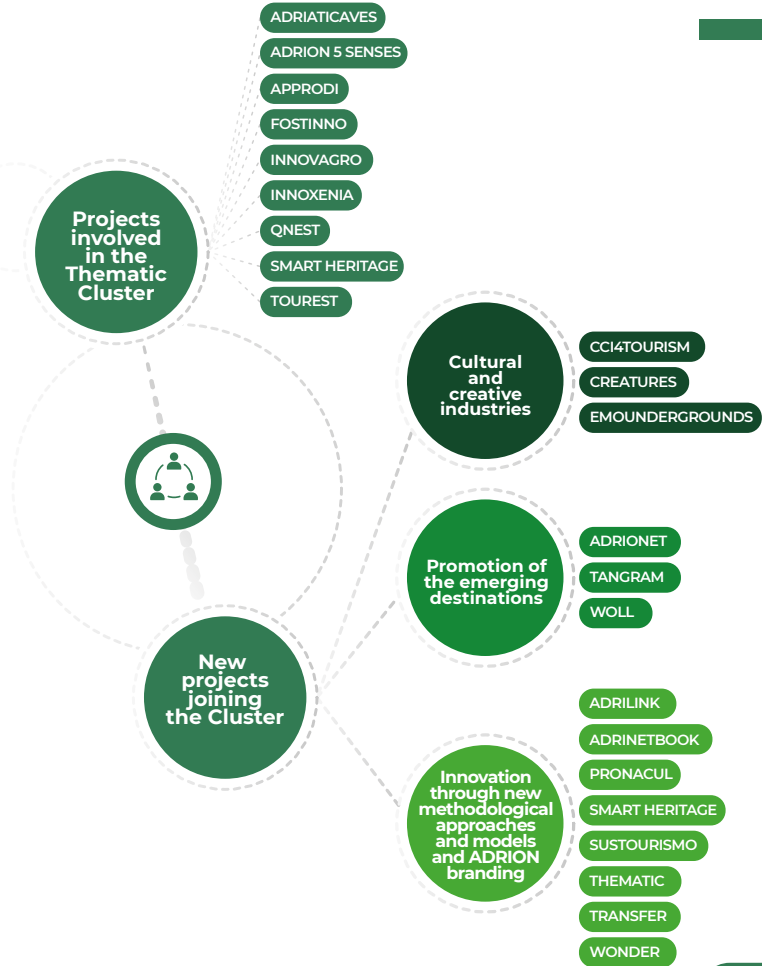 ADRIATICAVES
ADRION 5 SENSES
APPRODI
FOSTINNO
INNOVAGRO
INNOXENIA
QNEST
SMART HERITAGE
TOUREST
Projects
involved
in the
Thematic
Cluster
Cultural
and
creative
industries
CCI4TOURISM
CREATURES
EMOUNDERGROUNDS
Promotion of
the emerging
destinations
ADRIONET
TANGRAM
WOLL
New
projects
joining
the Cluster
Innovation
through new
methodological
approaches
and models
and ADRION
branding
ADRILINK
ADRINETBOOK
PRONACUL
SMART HERITAGE
SUSTOURISMO
THEMATIC
TRANSFER
WONDER